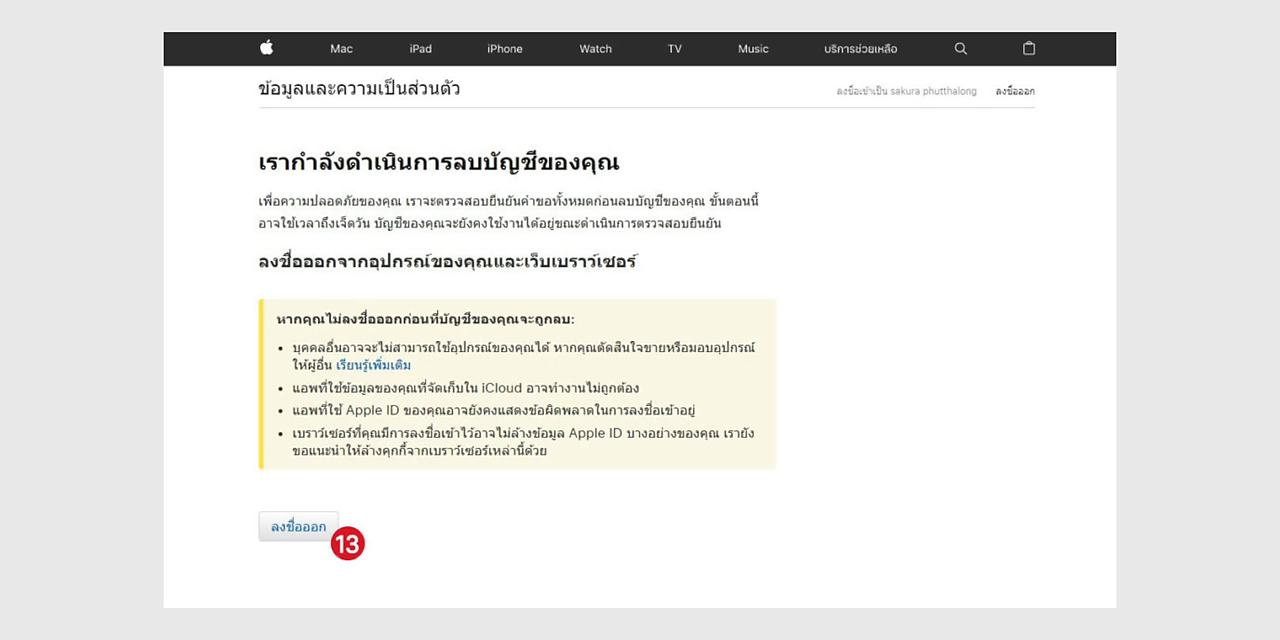 Mac iPad iPhone Watch TV Music บริการช่วยเหลือ
ข้อมูลและความเป็นส่วนตัว
ลงชื่อเข้าเป็น sakura phutthalong ลงชื่อออก
เรากำลังดำเนินการลบบัญชีของคุณ
เพื่อความปลอดภัยของคุณ เราจะตรวจสอบยืนยันคำขอทั้งหมดก่อนลบบัญชีของคุณ ขั้นตอนนี้
อาจใช้เวลาถึงเจ็ดวัน บัญชีของคุณจะยังคงใช้งานได้อยู่ขณะดำเนินการตรวจสอบยืนยัน
ลงชื่อออกจากอุปกรณ์ของคุณและเว็บเบราว์เซอร์
หากคุณไม่ลงชื่อออกก่อนที่บัญชีของคุณจะถูกลบ:
• บุคคลอื่นอาจจะไม่สามารถใช้อุปกรณ์ของคุณได้ หากคุณตัดสินใจขายหรือมอบอุปกรณ์
ให้ผู้อื่น เรียนรู้เพิ่มเติม
• แอพที่ใช้ข้อมูลของคุณที่จัดเก็บใน iCloud อาจทำงานไม่ถูกต้อง
• แอพที่ใช้ Apple ID ของคุณอาจยังคงแสดงข้อผิดพลาดในการลงชื่อเข้าอยู่
• เบราว์เซอร์ที่คุณมีการลงชื่อเข้าไว้อาจไม่ล้างข้อมูล Apple ID บางอย่างของคุณ เรายัง
ขอแนะนำให้ล้างคุกกี้จากเบราว์เซอร์เหล่านี้ด้วย
ลงชื่อออก
13